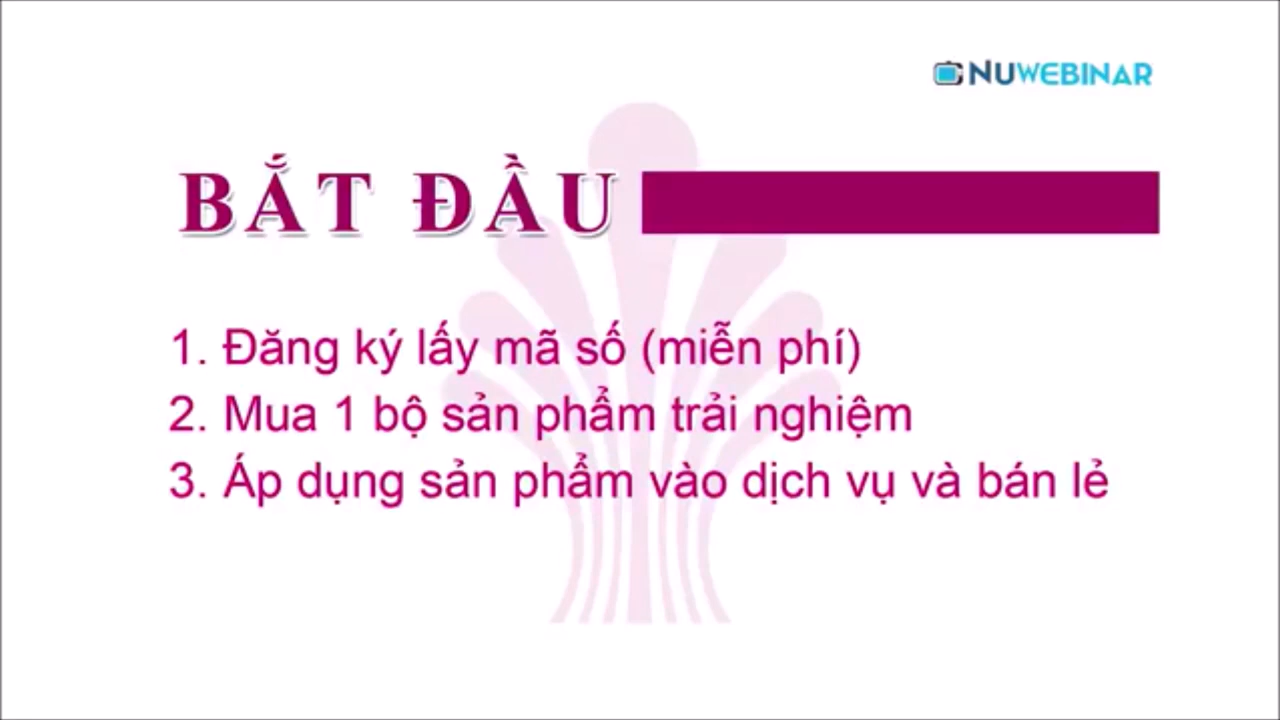 NUWEBINAR
BẮT ĐẦU
1. Đăng ký lấy mã số (miễn phí)
2. Mua 1 bộ sản phẩm trải nghiệm
3. Áp dụng sản phẩm vào dịch vụ và bán lẻ